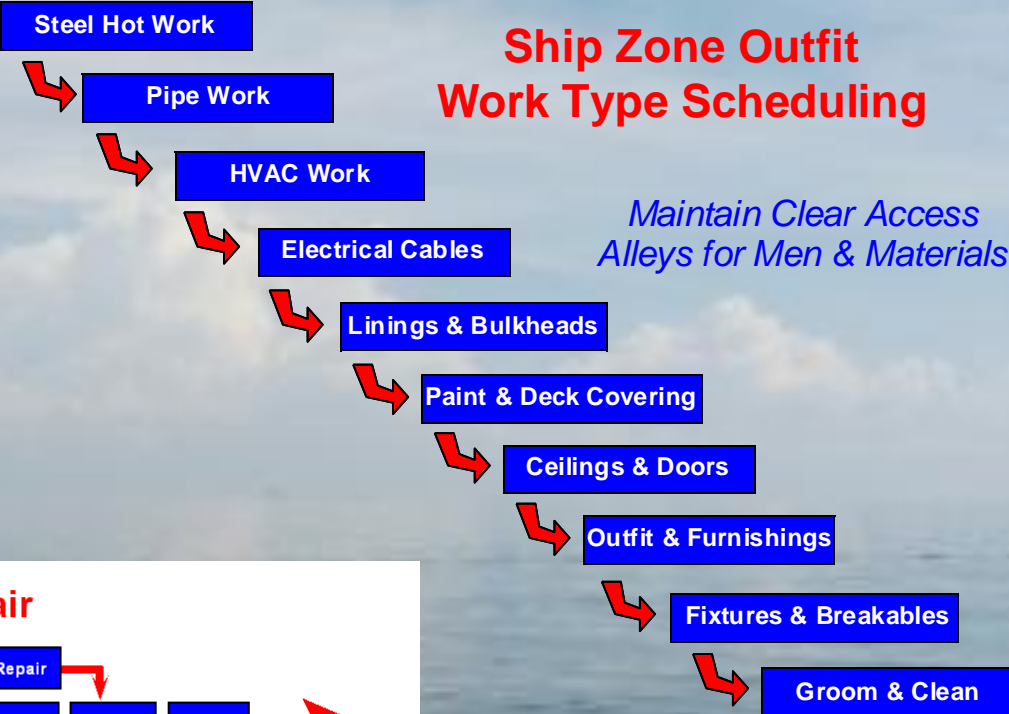 Steel Hot Work
Ship Zone Outfit
Work Type Scheduling
Pipe Work
HVAC Work
Maintain Clear Access
Alleys for Men & Materials
Electrical Cables
Linings & Bulkheads
Paint & Deck Covering
Ceilings & Doors
Outfit & Furnishings
Fixtures & Breakables
Groom & Clean
air
Repair